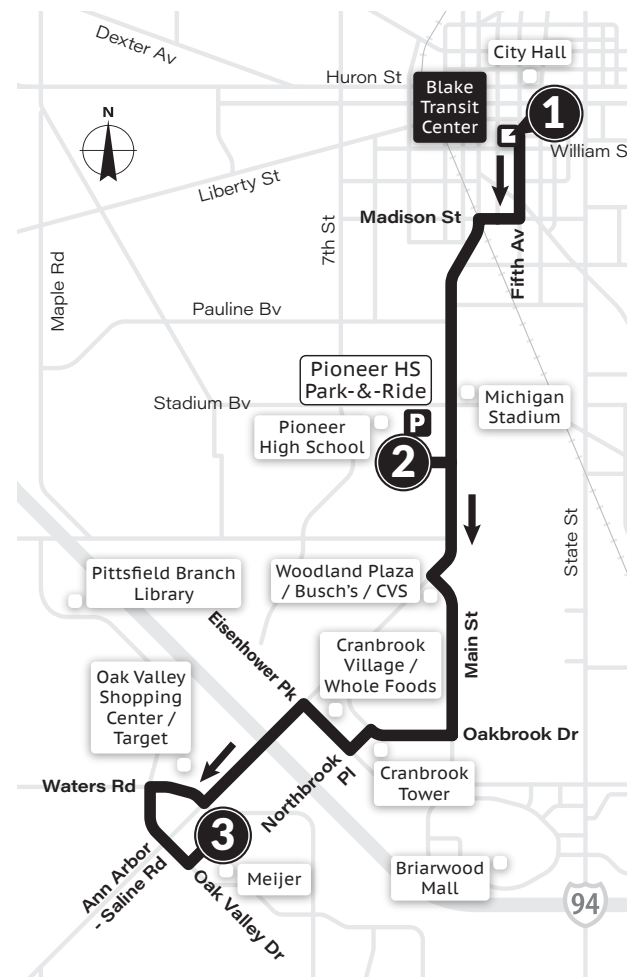 Dexter Av
City Hall
Huron St
Blake
Transit
Center
1
N
William S
Liberty St
Madison St
7th St
Fifth Av
Maple Rd
Pauline Bv
Pioneer HS
Park-&-Ride
Michigan
Stadium
Stadium Bv
P
Pioneer
High School
2
State St
Pittsfield Branch
Library
Woodland Plaza
/ Busch's / CVS
Eisenhower Pk
Main St
Cranbrook
Village /
Whole Foods
Oak Valley
Shopping
Center /
Target
Oakbrook Dr
Northbrook
Pl
Cranbrook
Tower
Waters Rd
3
Ann Arbor
- Saline Rd
Meijer
Oak Valley Dr
Briarwood
Mall
94